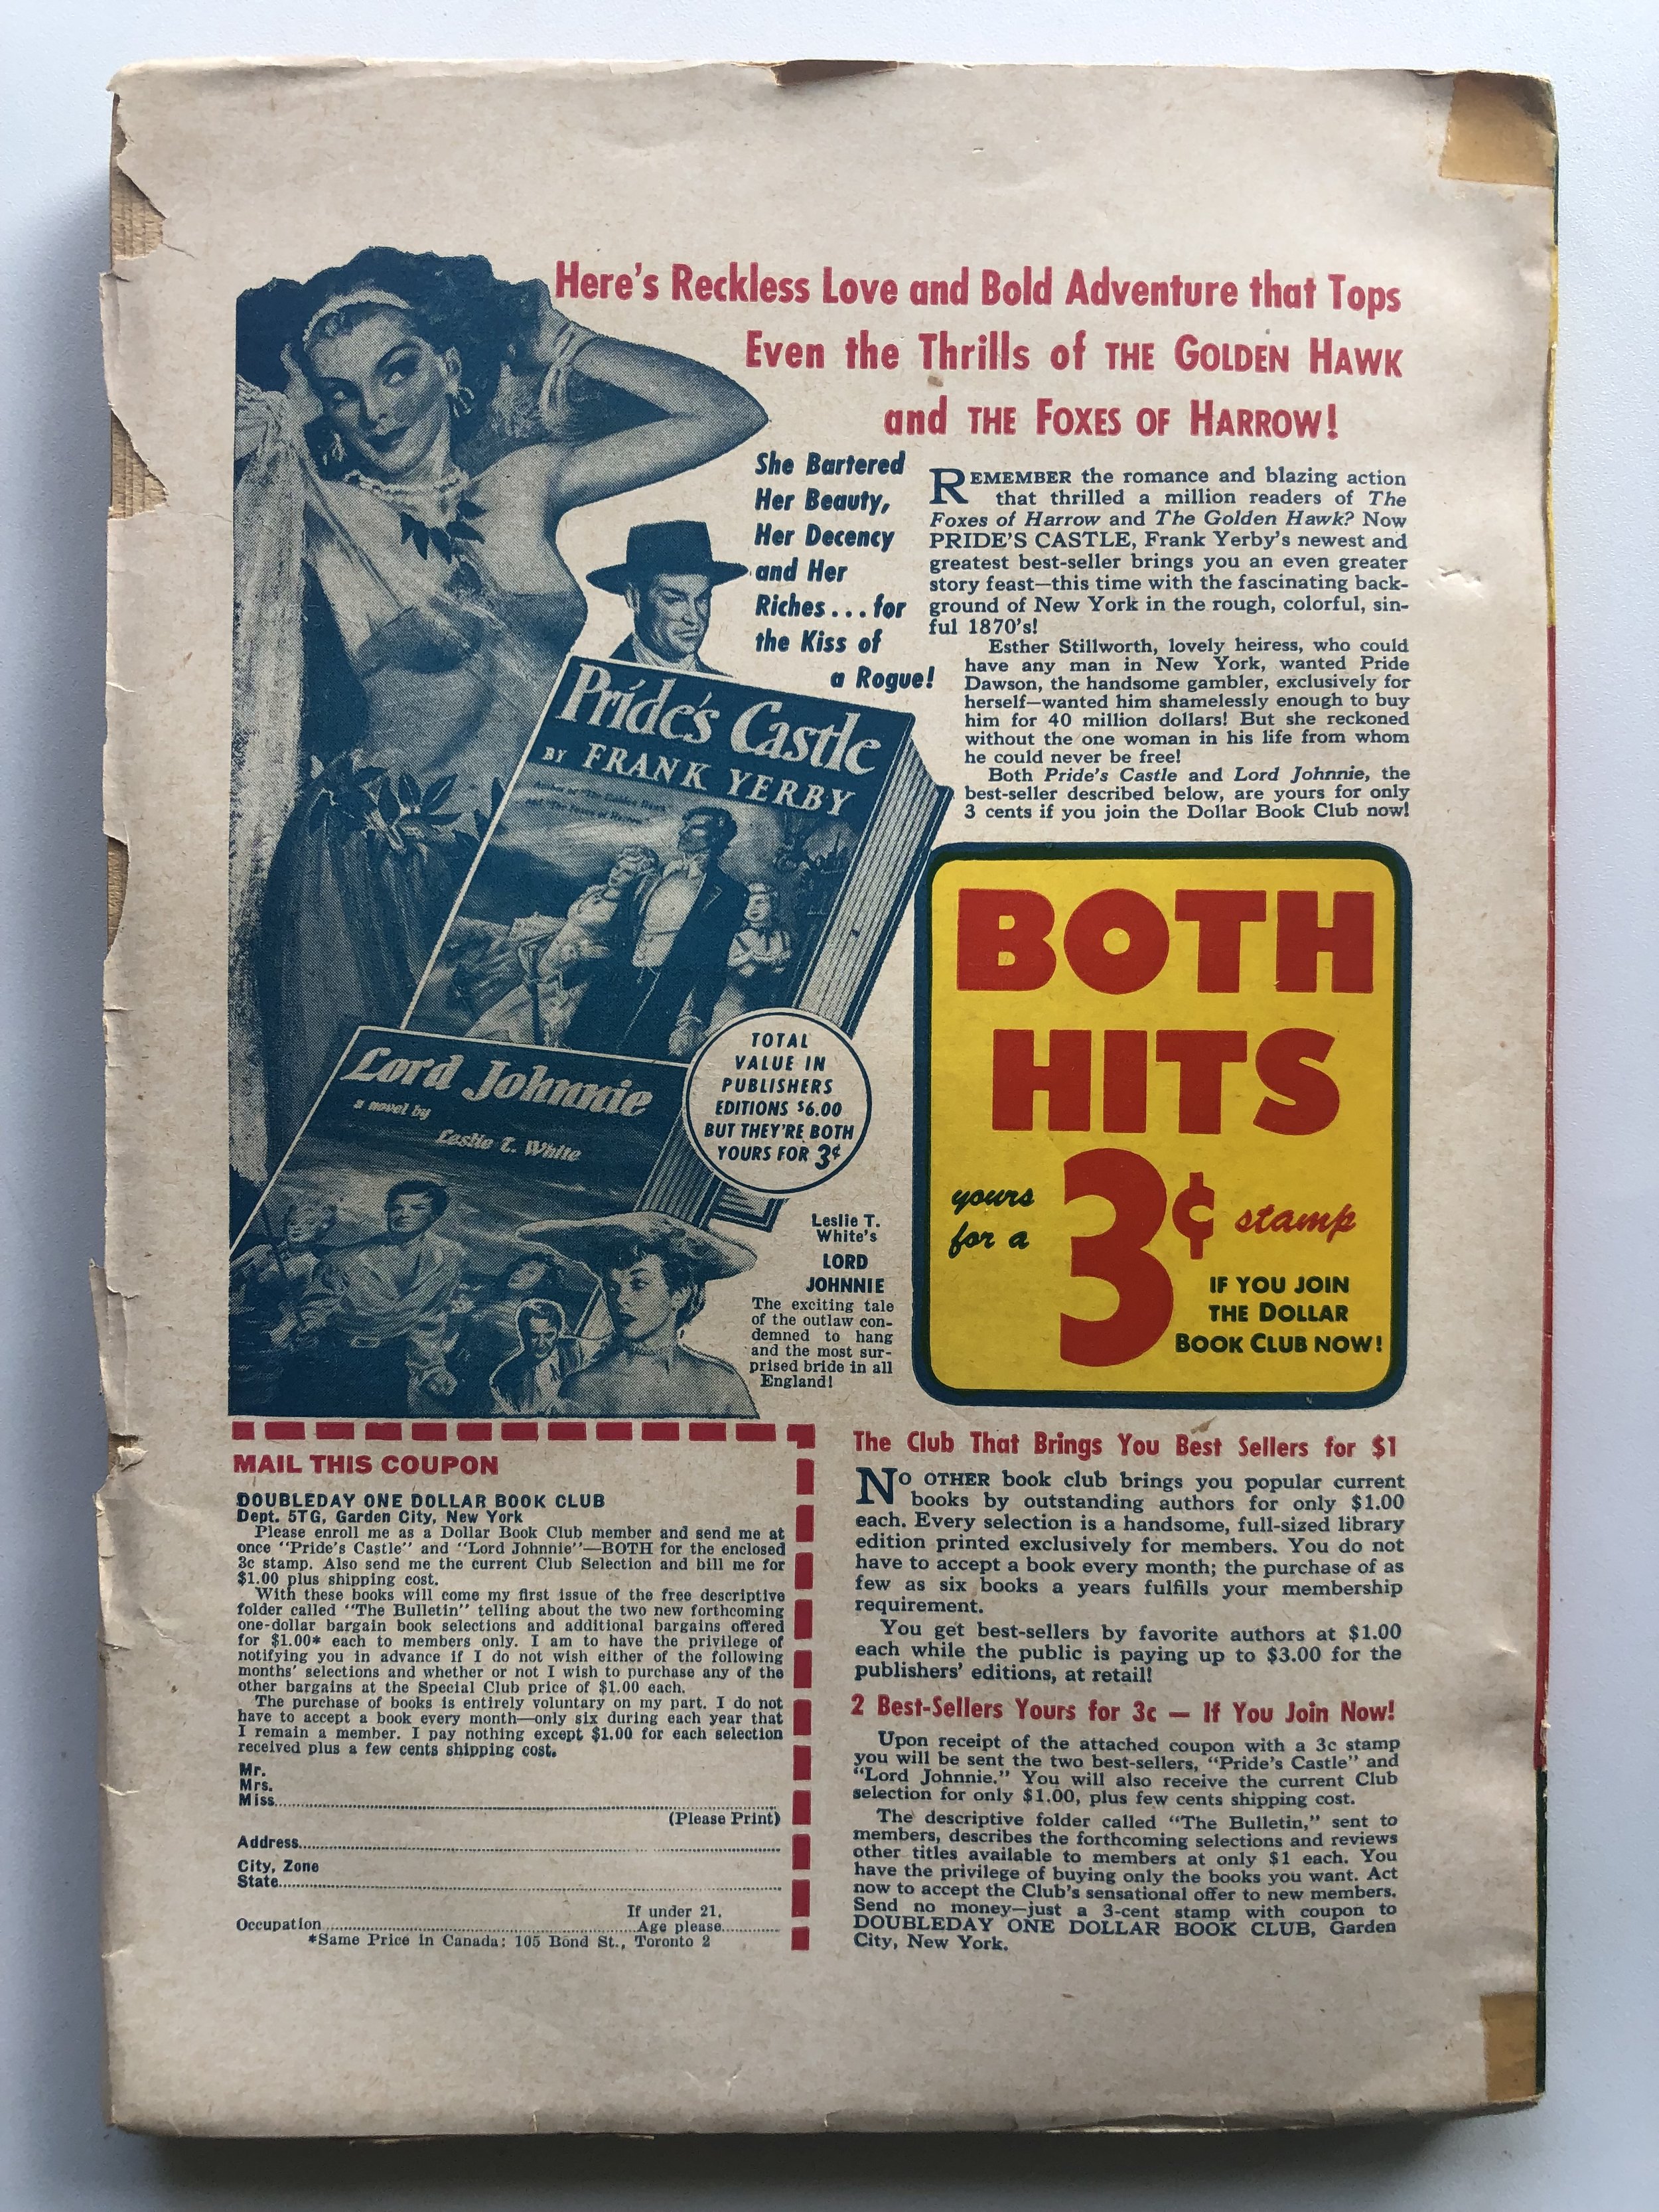 Here's Reckless Love and Bold Adventure that Tops
Even the Thrills of THE GOLDEN HAWK
and THE FOXES OF HARROW!
She Bartered
Her Beauty,
Her Decency
and Her
Riches...for
the Kiss of
a Rogue!
REMEMBER the romance and blazing action
that thrilled a million readers of The
Foxes of Harrow and The Golden Hawk? Now
PRIDE'S CASTLE, Frank Yerby's newest and
greatest best-seller brings you an even greater
story feast—this time with the fascinating back-
ground of New York in the rough, colorful, sin-
ful 1870's!
Esther Stillworth, lovely heiress, who could
have any man in New York, wanted Pride
Dawson, the handsome gambler, exclusively for
herself—wanted him shamelessly enough to buy
him for 40 million dollars! But she reckoned
without the one woman in his life from whom
he could never be free!
Both Pride's Castle and Lord Johnnie, the
best-seller described below, are yours for only
3 cents if you join the Dollar Book Club now!
Pride's Castle
BY FRANK YERBY
Author of "The Golden Hawk"
and "The Foxes of Harrow"
Lord Johnnie
a novel by
Leslie T. White
TOTAL
VALUE IN
PUBLISHERS
EDITIONS $6.00
BUT THEY'RE BOTH
YOURS FOR 3¢
BOTH
HITS
yours
for a
3¢ stamp
IF YOU JOIN
THE DOLLAR
BOOK CLUB NOW!
Leslie T.
White's
LORD
JOHNNIE
The exciting tale
of the outlaw con-
demned to hang
and the most sur-
prised bride in all
England!
MAIL THIS COUPON
DOUBLEDAY ONE DOLLAR BOOK CLUB
Dept. 5TG, Garden City, New York
Please enroll me as a Dollar Book Club member and send me at
once "Pride's Castle" and "Lord Johnnie"—BOTH for the enclosed
3c stamp. Also send me the current Club Selection and bill me for
$1.00 plus shipping cost.
With these books will come my first issue of the free descriptive
folder called "The Bulletin" telling about the two new forthcoming
one-dollar bargain book selections and additional bargains offered
for $1.00* each to members only. I am to have the privilege of
notifying you in advance if I do not wish either of the following
months' selections and whether or not I wish to purchase any of the
other bargains at the Special Club price of $1.00 each.
The purchase of books is entirely voluntary on my part. I do not
have to accept a book every month—only six during each year that
I remain a member. I pay nothing except $1.00 for each selection
received plus a few cents shipping cost.
Mr.
Mrs.
Miss
(Please Print)
Address
City, Zone
State
If under 21,
Occupation Age please
*Same Price in Canada: 105 Bond St., Toronto 2
The Club That Brings You Best Sellers for $1
NO OTHER book club brings you popular current
books by outstanding authors for only $1.00
each. Every selection is a handsome, full-sized library
edition printed exclusively for members. You do not
have to accept a book every month; the purchase of as
few as six books a years fulfills your membership
requirement.
You get best-sellers by favorite authors at $1.00
each while the public is paying up to $3.00 for the
publishers' editions, at retail!
2 Best-Sellers Yours for 3c — If You Join Now!
Upon receipt of the attached coupon with a 3c stamp
you will be sent the two best-sellers, "Pride's Castle" and
"Lord Johnnie." You will also receive the current Club
selection for only $1.00, plus few cents shipping cost.
The descriptive folder called "The Bulletin," sent to
members, describes the forthcoming selections and reviews
other titles available to members at only $1 each. You
have the privilege of buying only the books you want. Act
now to accept the Club's sensational offer to new members.
Send no money—just a 3-cent stamp with coupon to
DOUBLEDAY ONE DOLLAR BOOK CLUB, Garden
City, New York.